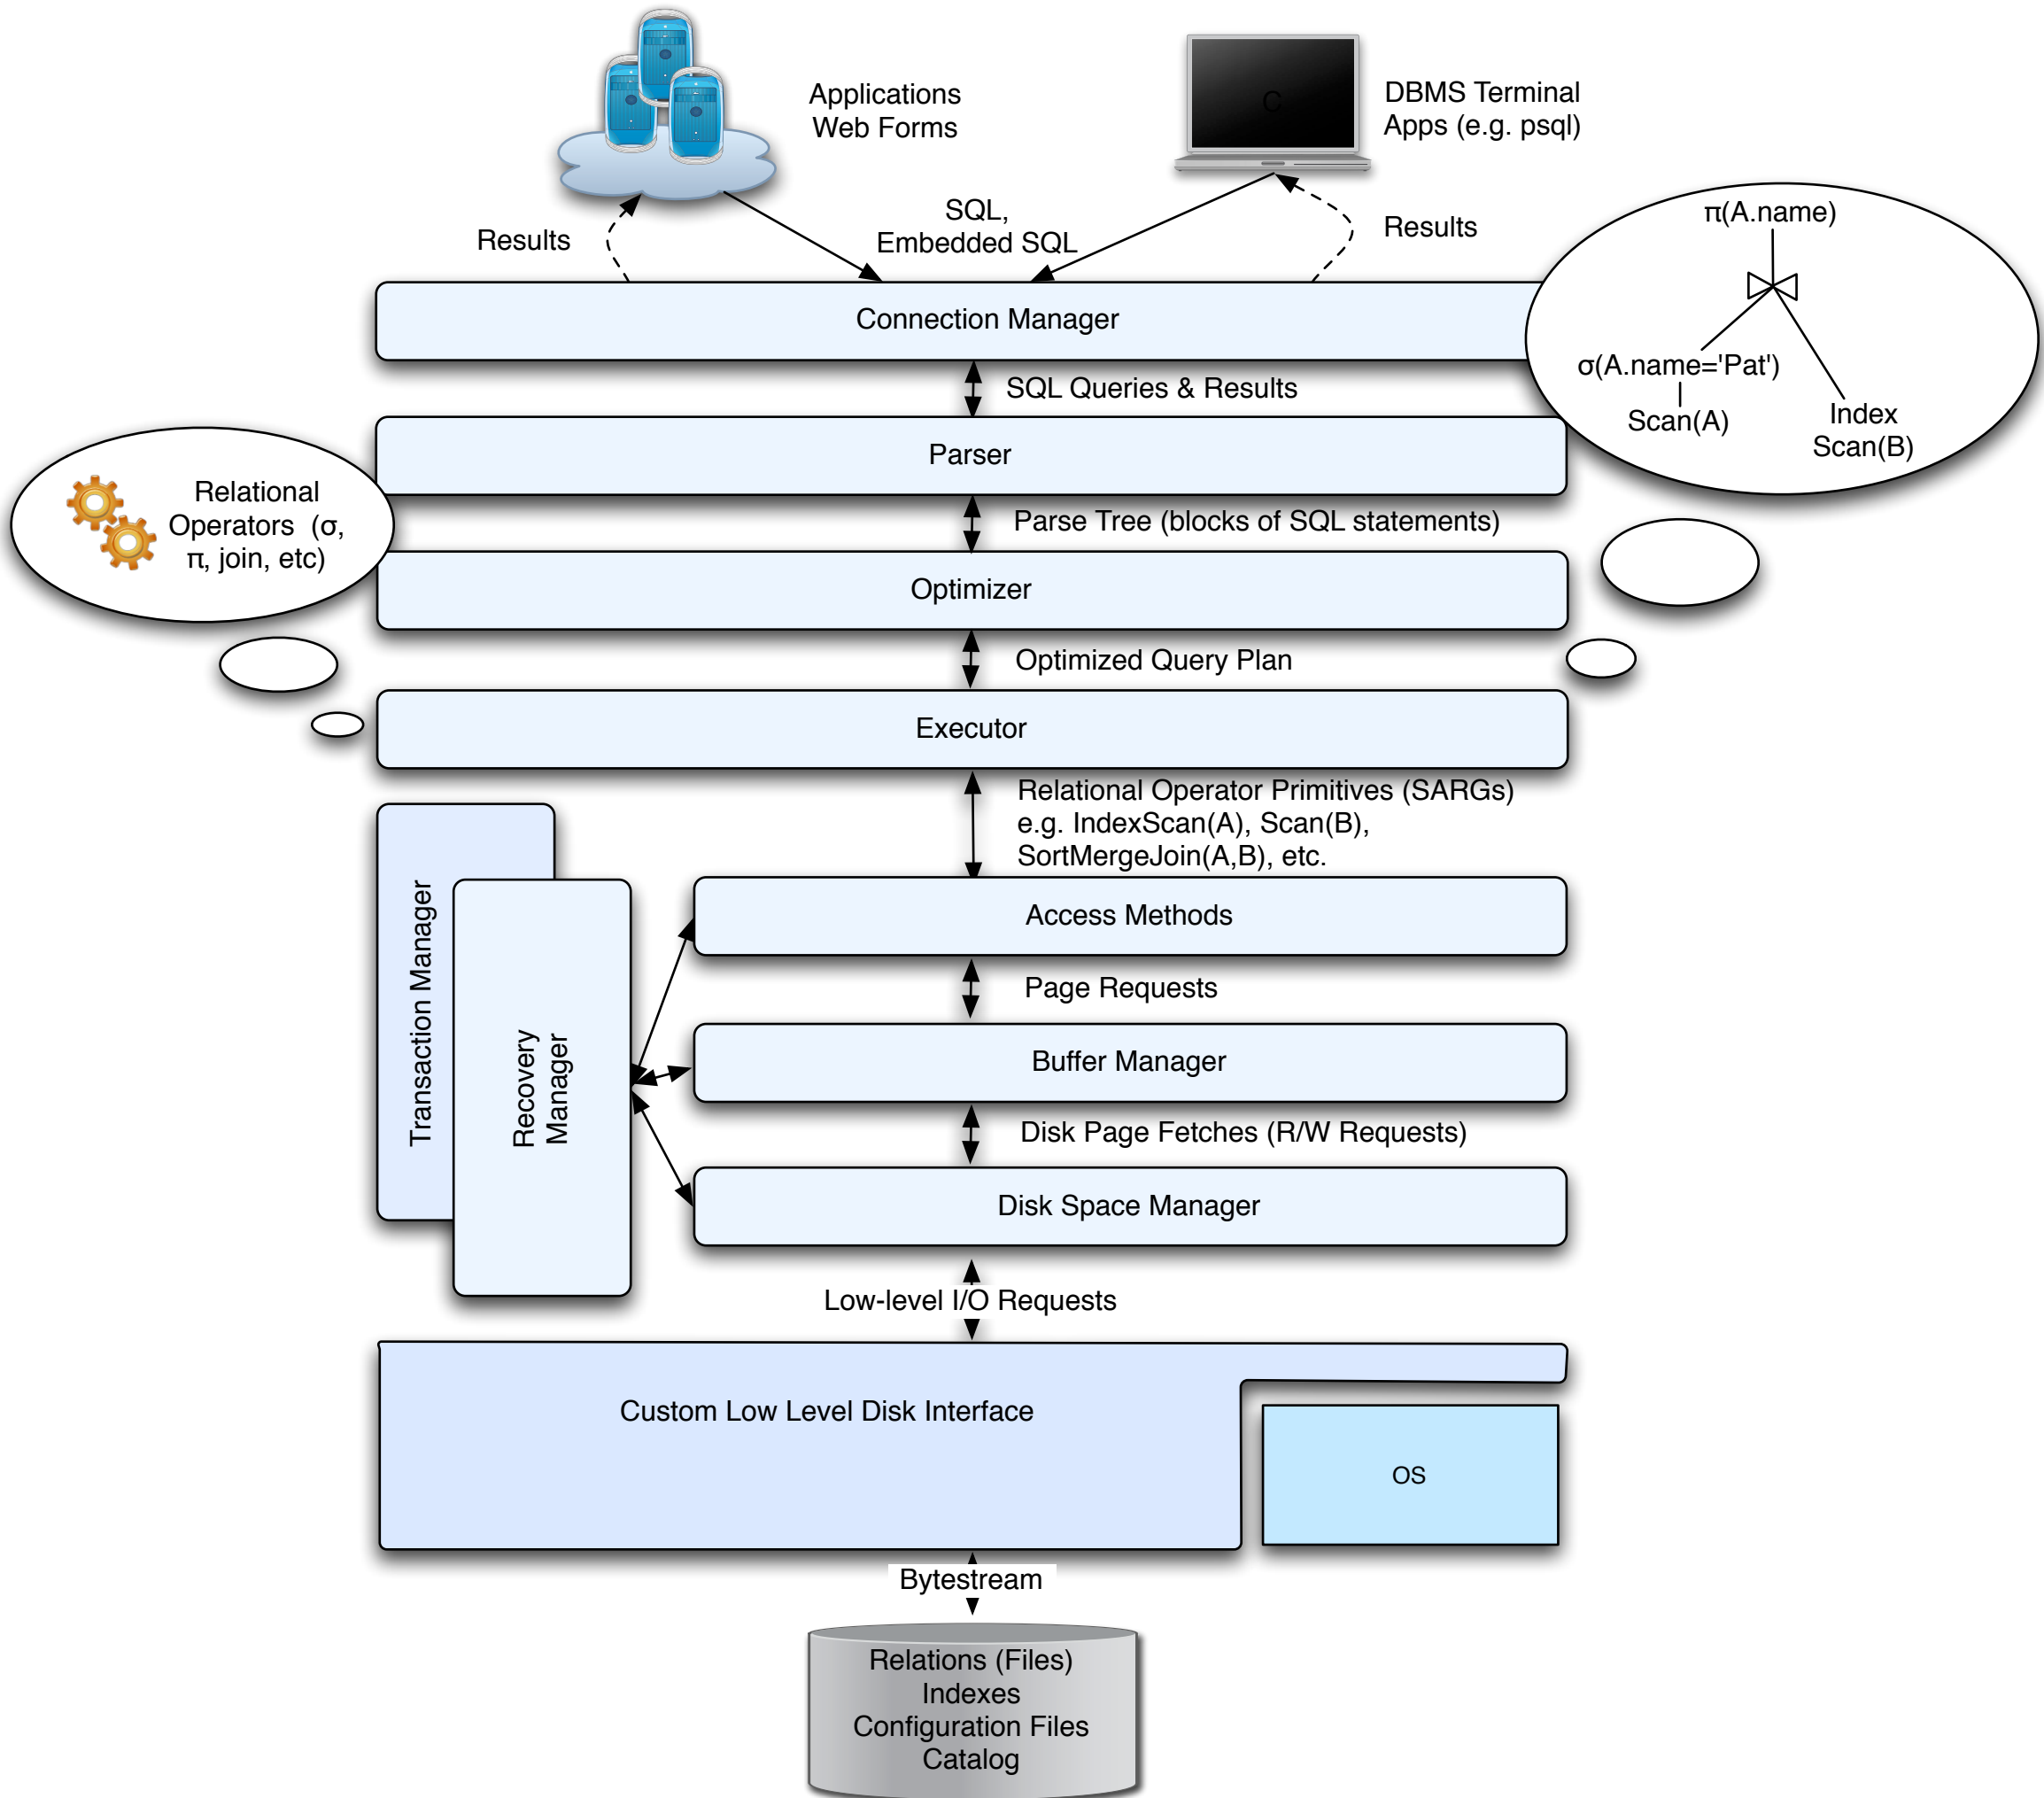 Applications
Web Forms
C
DBMS Terminal
Apps (e.g. psql)
Results
SQL,
Embedded SQL
Results
π(A.name)
σ(A.name='Pat')
Scan(A)
Index
Scan(B)
Connection Manager
SQL Queries & Results
Parser
Relational
Operators (σ,
π, join, etc)
Parse Tree (blocks of SQL statements)
Optimizer
Optimized Query Plan
Executor
Relational Operator Primitives (SARGs)
e.g. IndexScan(A), Scan(B),
SortMergeJoin(A,B), etc.
Transaction Manager
Recovery
Manager
Access Methods
Page Requests
Buffer Manager
Disk Page Fetches (R/W Requests)
Disk Space Manager
Low-level I/O Requests
Custom Low Level Disk Interface
OS
Bytestream
Relations (Files)
Indexes
Configuration Files
Catalog